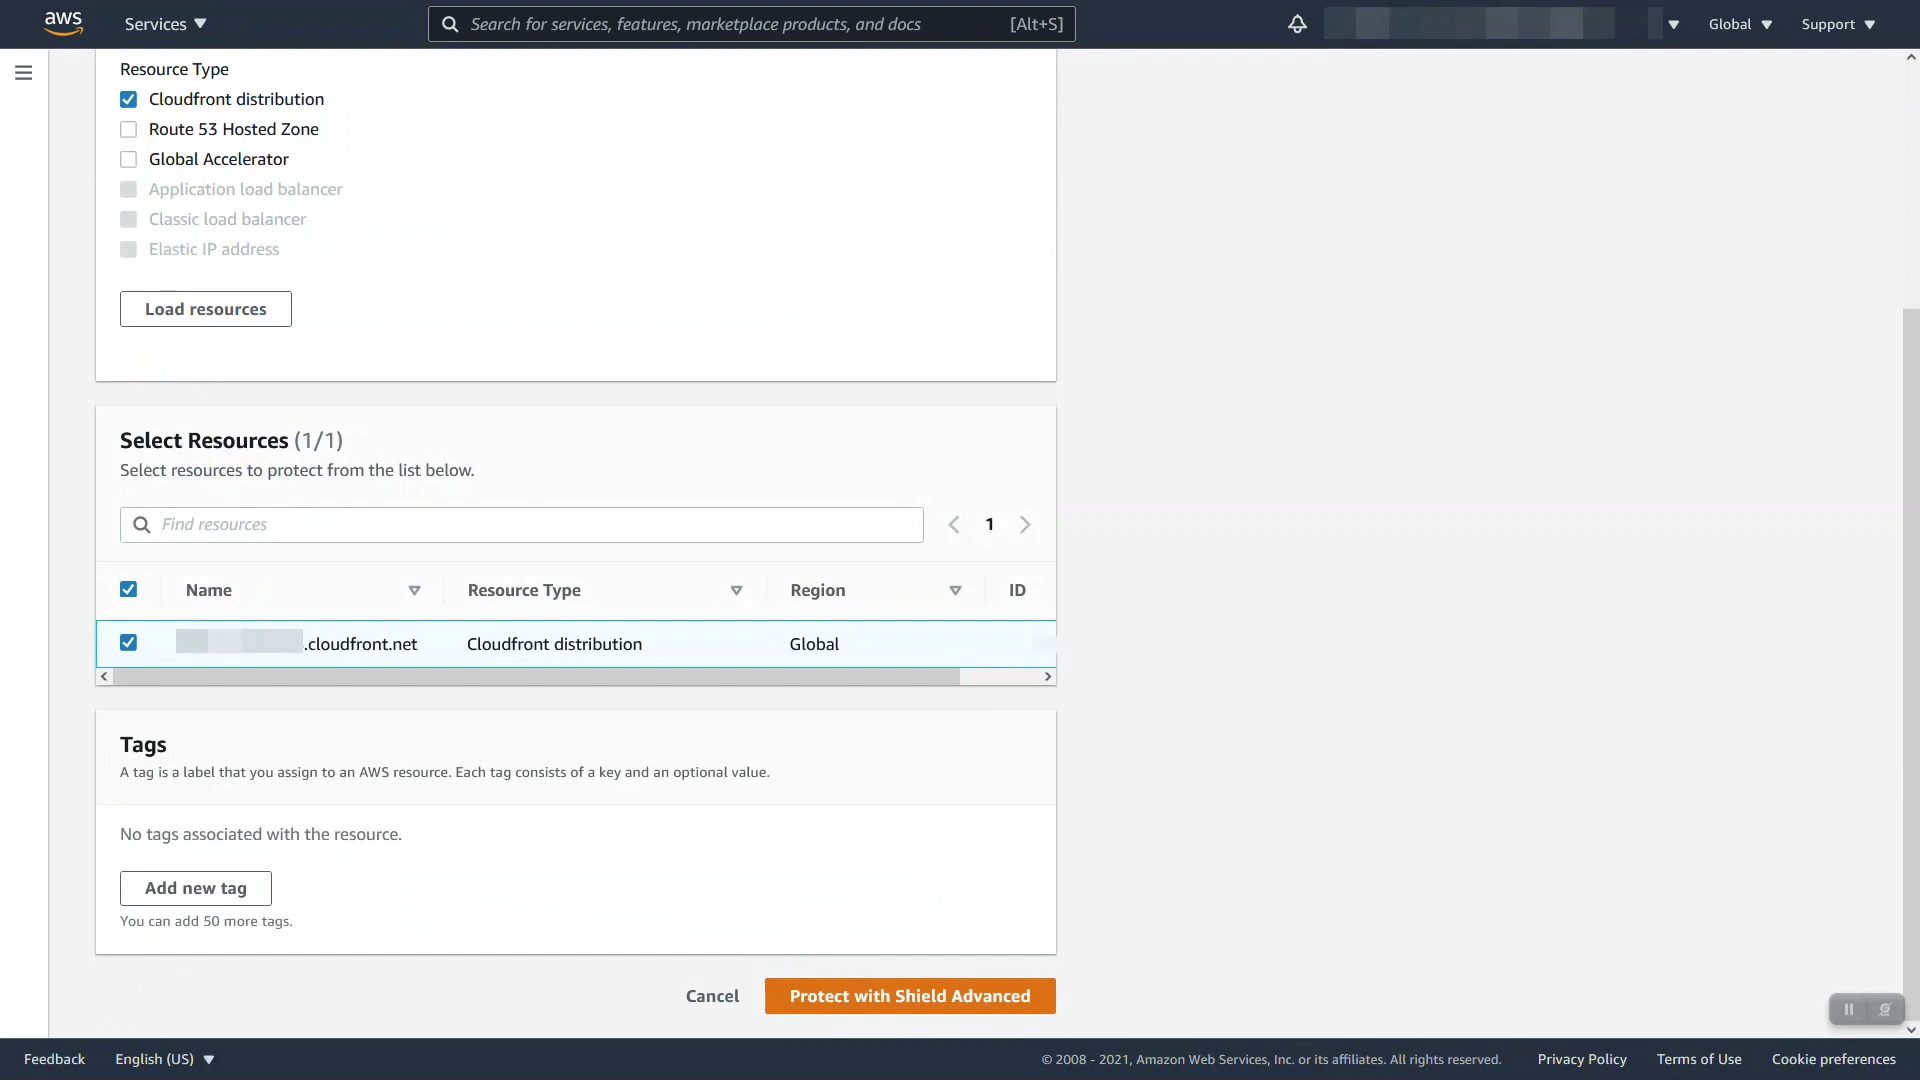 aws
Services
Search for services, features, marketplace products, and docs
[Alt+S]
Global
Support
Resource Type
Cloudfront distribution
Route 53 Hosted Zone
Global Accelerator
Application load balancer
Classic load balancer
Elastic IP address
Load resources
Select Resources (1/1)
Select resources to protect from the list below.
Find resources
1
Name Resource Type Region ID
.cloudfront.net Cloudfront distribution Global
Tags
A tag is a label that you assign to an AWS resource. Each tag consists of a key and an optional value.
No tags associated with the resource.
Add new tag
You can add 50 more tags.
Cancel Protect with Shield Advanced
Feedback English (US) © 2008 - 2021, Amazon Web Services, Inc. or its affiliates. All rights reserved. Privacy Policy Terms of Use Cookie preferences